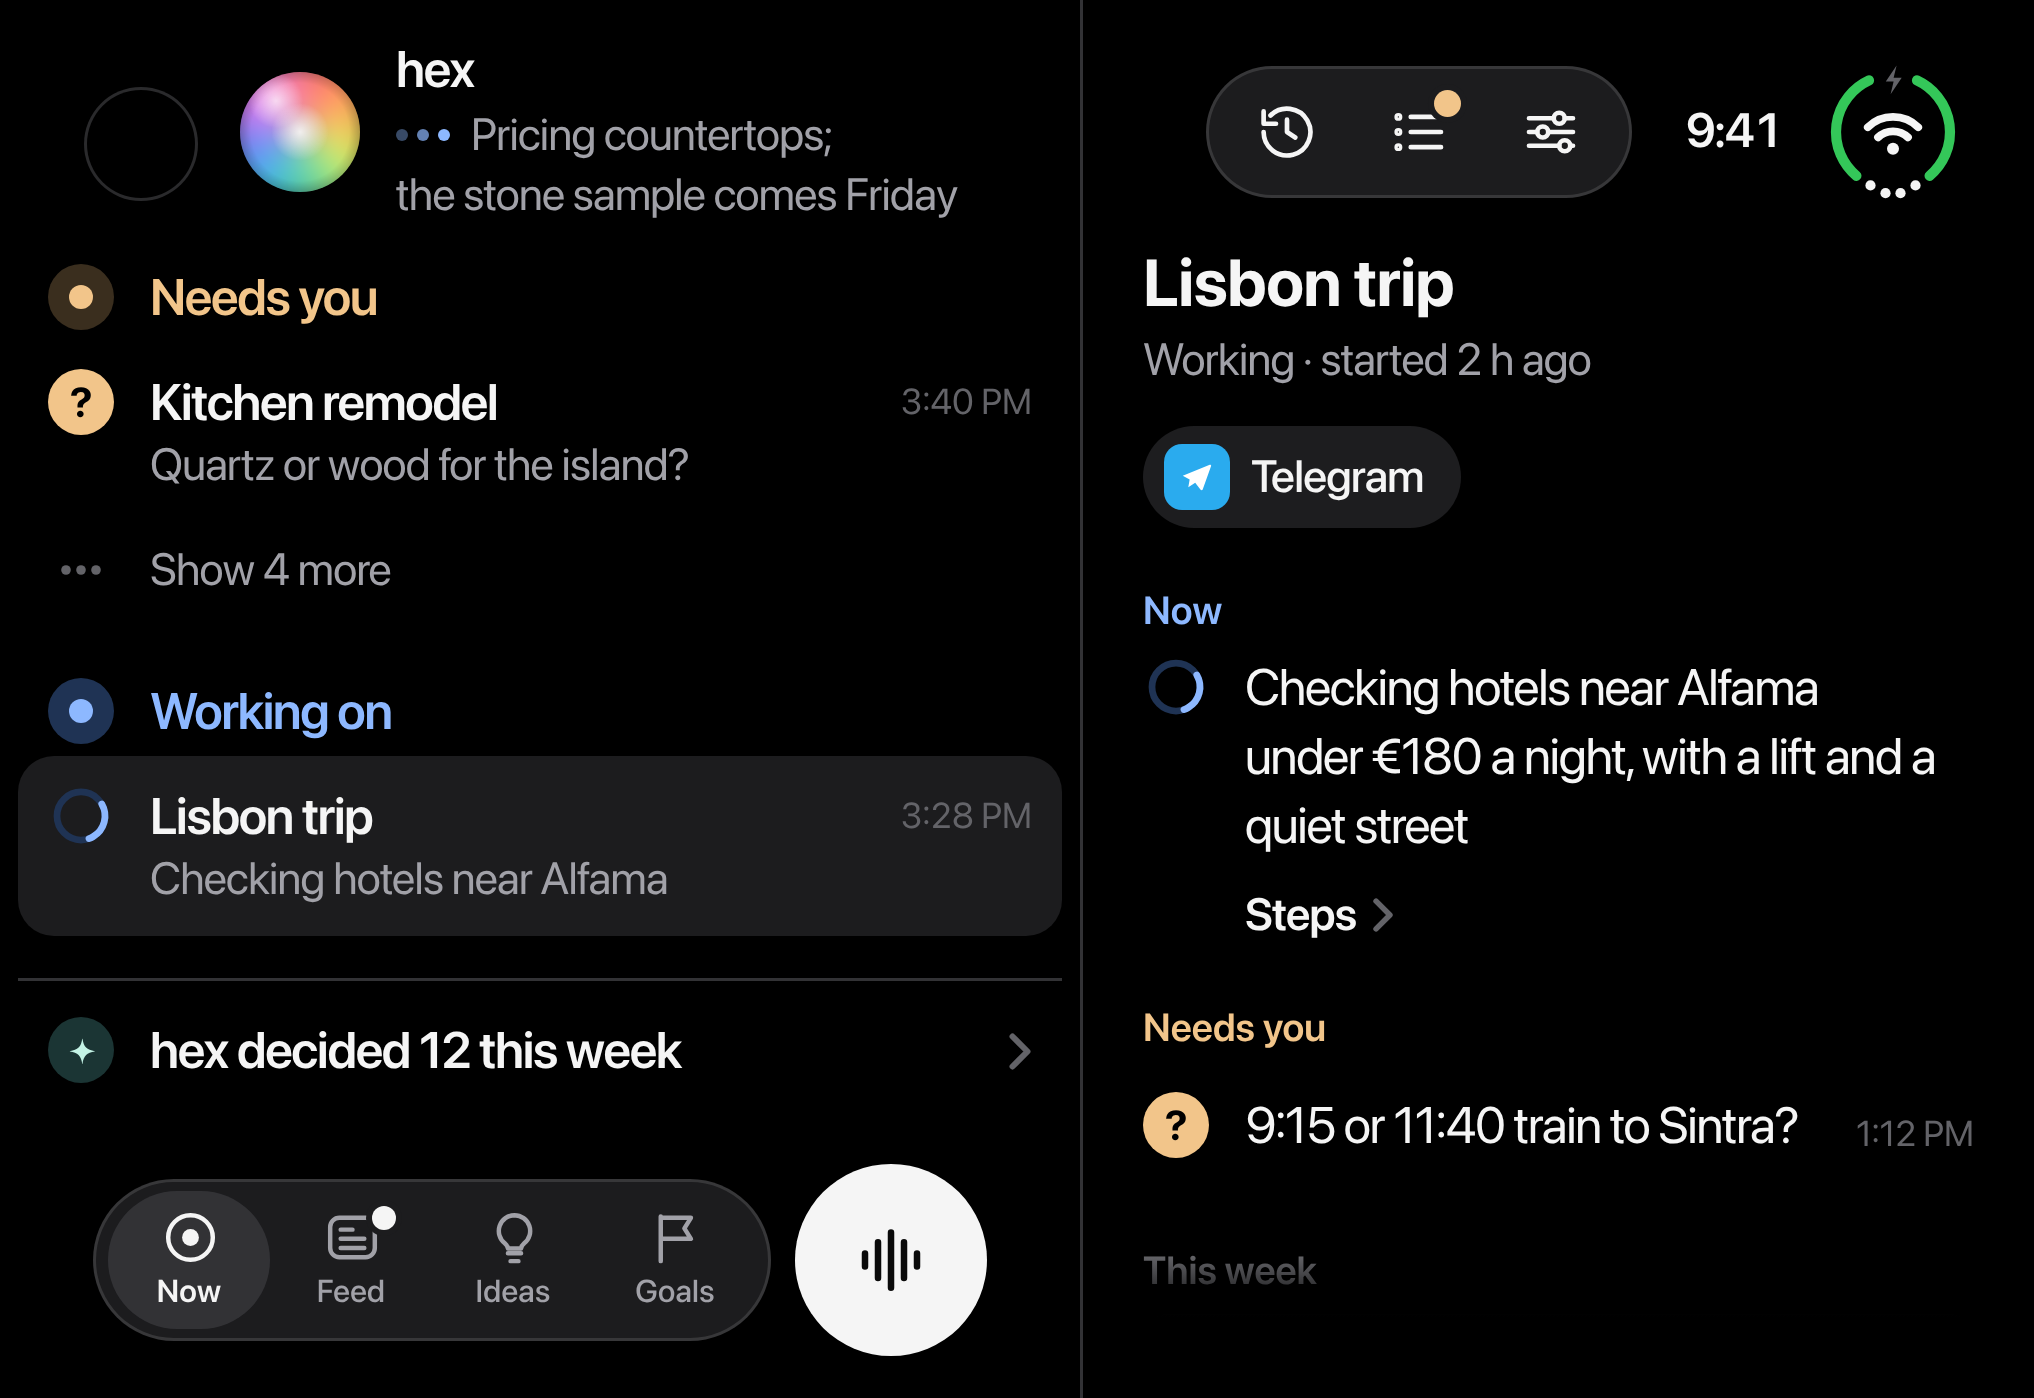 hex
Pricing countertops;
the stone sample comes Friday
Needs you
? Kitchen remodel 3:40 PM
Quartz or wood for the island?
Show 4 more
Working on
Lisbon trip 3:28 PM
Checking hotels near Alfama
hex decided 12 this week
Now Feed Ideas Goals
9:41
Lisbon trip
Working · started 2 h ago
Telegram
Now
Checking hotels near Alfama
under €180 a night, with a lift and a
quiet street
Steps
Needs you
? 9:15 or 11:40 train to Sintra? 1:12 PM
This week